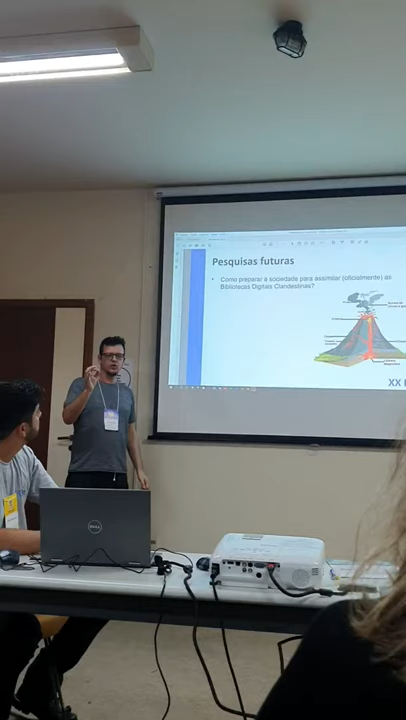 Pesquisas futuras
• Como preparar a sociedade para assimilar (oficialmente) as
Bibliotecas Digitais Clandestinas?
XX
DELL